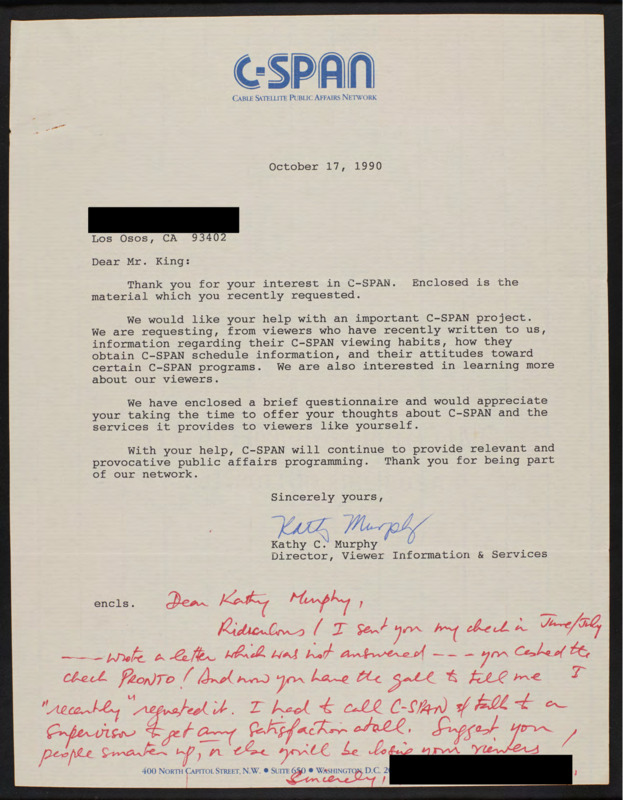 C-SPAN
CABLE SATELLITE PUBLIC AFFAIRS NETWORK
October 17, 1990
Los Osos, CA 93402
Dear Mr. King:
Thank you for your interest in C-SPAN. Enclosed is the
material which you recently requested.
We would like your help with an important C-SPAN project.
We are requesting, from viewers who have recently written to us,
information regarding their C-SPAN viewing habits, how they
obtain C-SPAN schedule information, and their attitudes toward
certain C-SPAN programs. We are also interested in learning more
about our viewers.
We have enclosed a brief questionnaire and would appreciate
your taking the time to offer your thoughts about C-SPAN and the
services it provides to viewers like yourself.
With your help, C-SPAN will continue to provide relevant and
provocative public affairs programming. Thank you for being part
of our network.
Sincerely yours,
Kathy Murphy
Kathy C. Murphy
Director, Viewer Information & Services
encls. Dear Kathy Murphy,
Ridiculous! I sent you my check in June/July
--- wrote a letter which was not answered --- you cashed the
check PRONTO! And now you have the gall to tell me I
"recently" requested it. I had to call C-SPAN & talk to a
supervisor to get any satisfaction at all. Suggest you
people smarten up, or else you'll be losing your viewers!
400 NORTH CAPITOL STREET, N.W. • SUITE 650 • WASHINGTON, D.C. 
Sincerely,